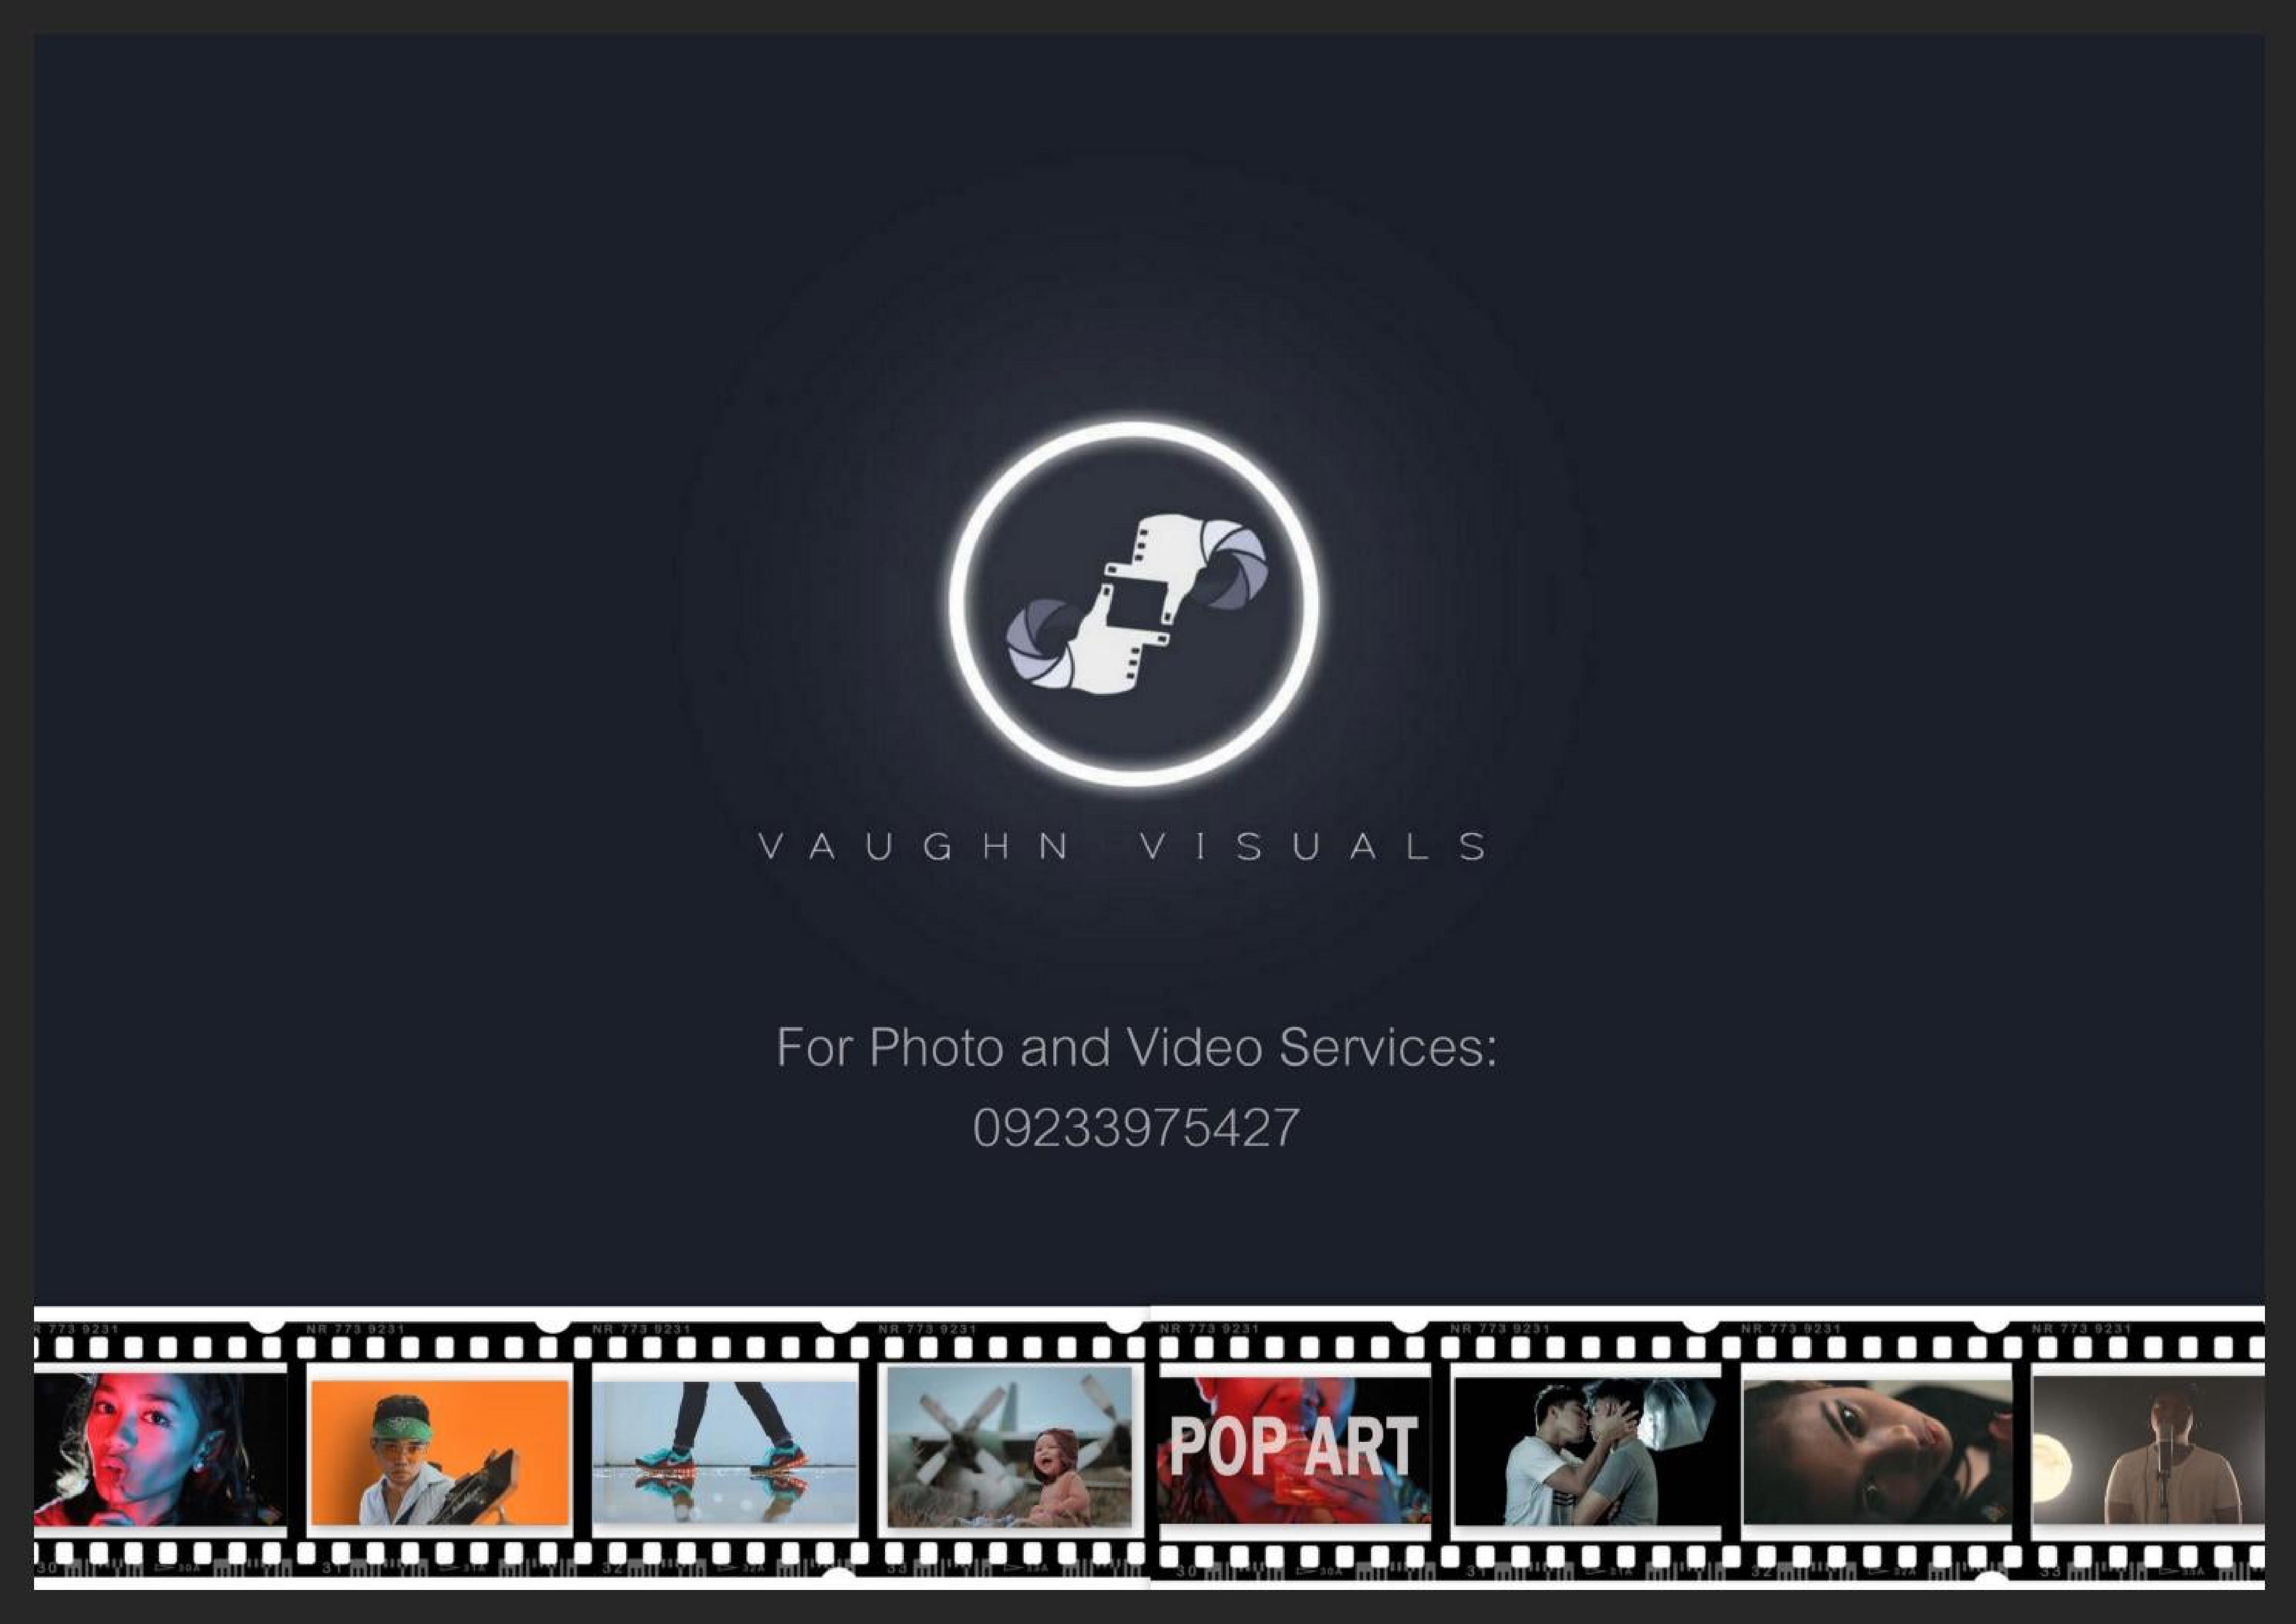 VAUGHN VISUALS
For Photo and Video Services:
09233975427
R 773 9231 NR 773 9231 NR 773 9231 NR 773 9231 NR 773 9231 NR 773 9231 NR 773 9231 NR 773 9231
POP ART
30 30A 31 31A 32 32A 33 33A 30 30A 31 31A 32 32A 33 33A